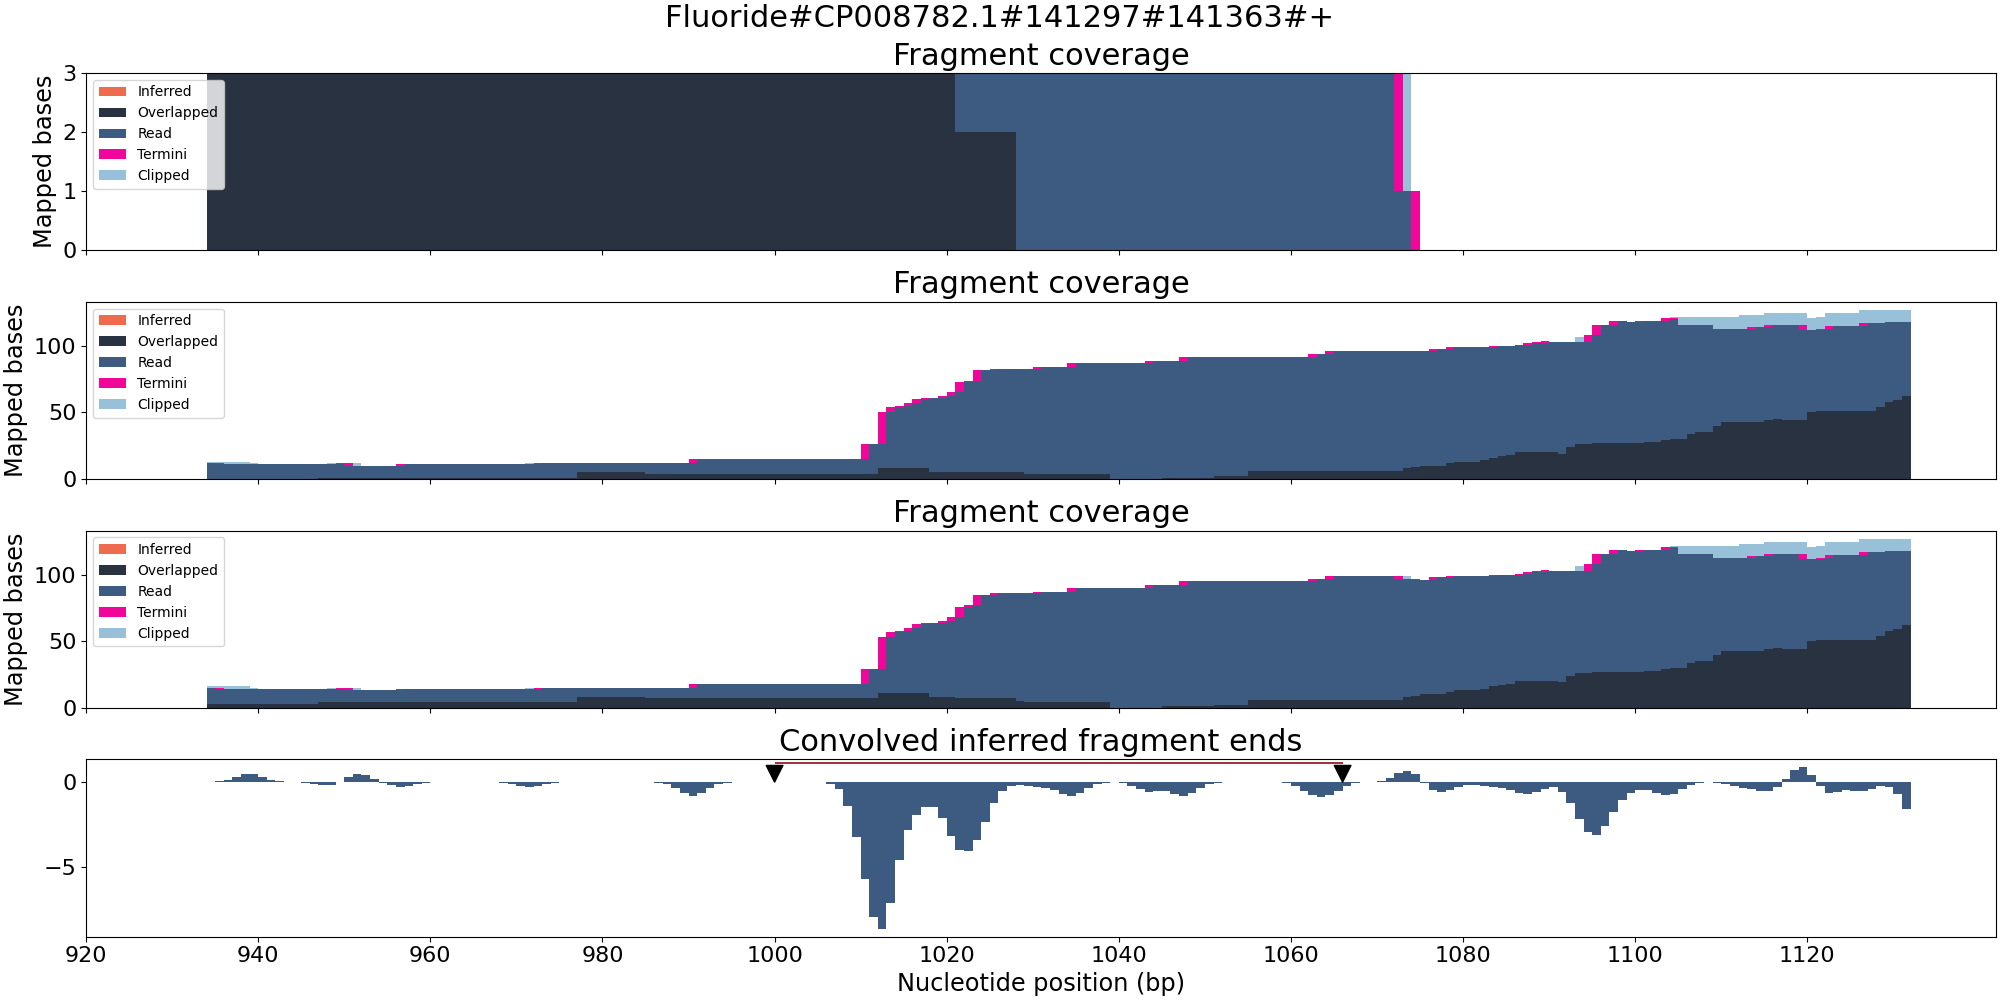 Fluoride#CP008782.1#141297#141363#+
Fragment coverage
Mapped bases
3
2
1
0
Inferred
Overlapped
Read
Termini
Clipped
Fragment coverage
Mapped bases
100
50
0
Inferred
Overlapped
Read
Termini
Clipped
Fragment coverage
Mapped bases
100
50
0
Inferred
Overlapped
Read
Termini
Clipped
Convolved inferred fragment ends
0
−5
920 940 960 980 1000 1020 1040 1060 1080 1100 1120
Nucleotide position (bp)